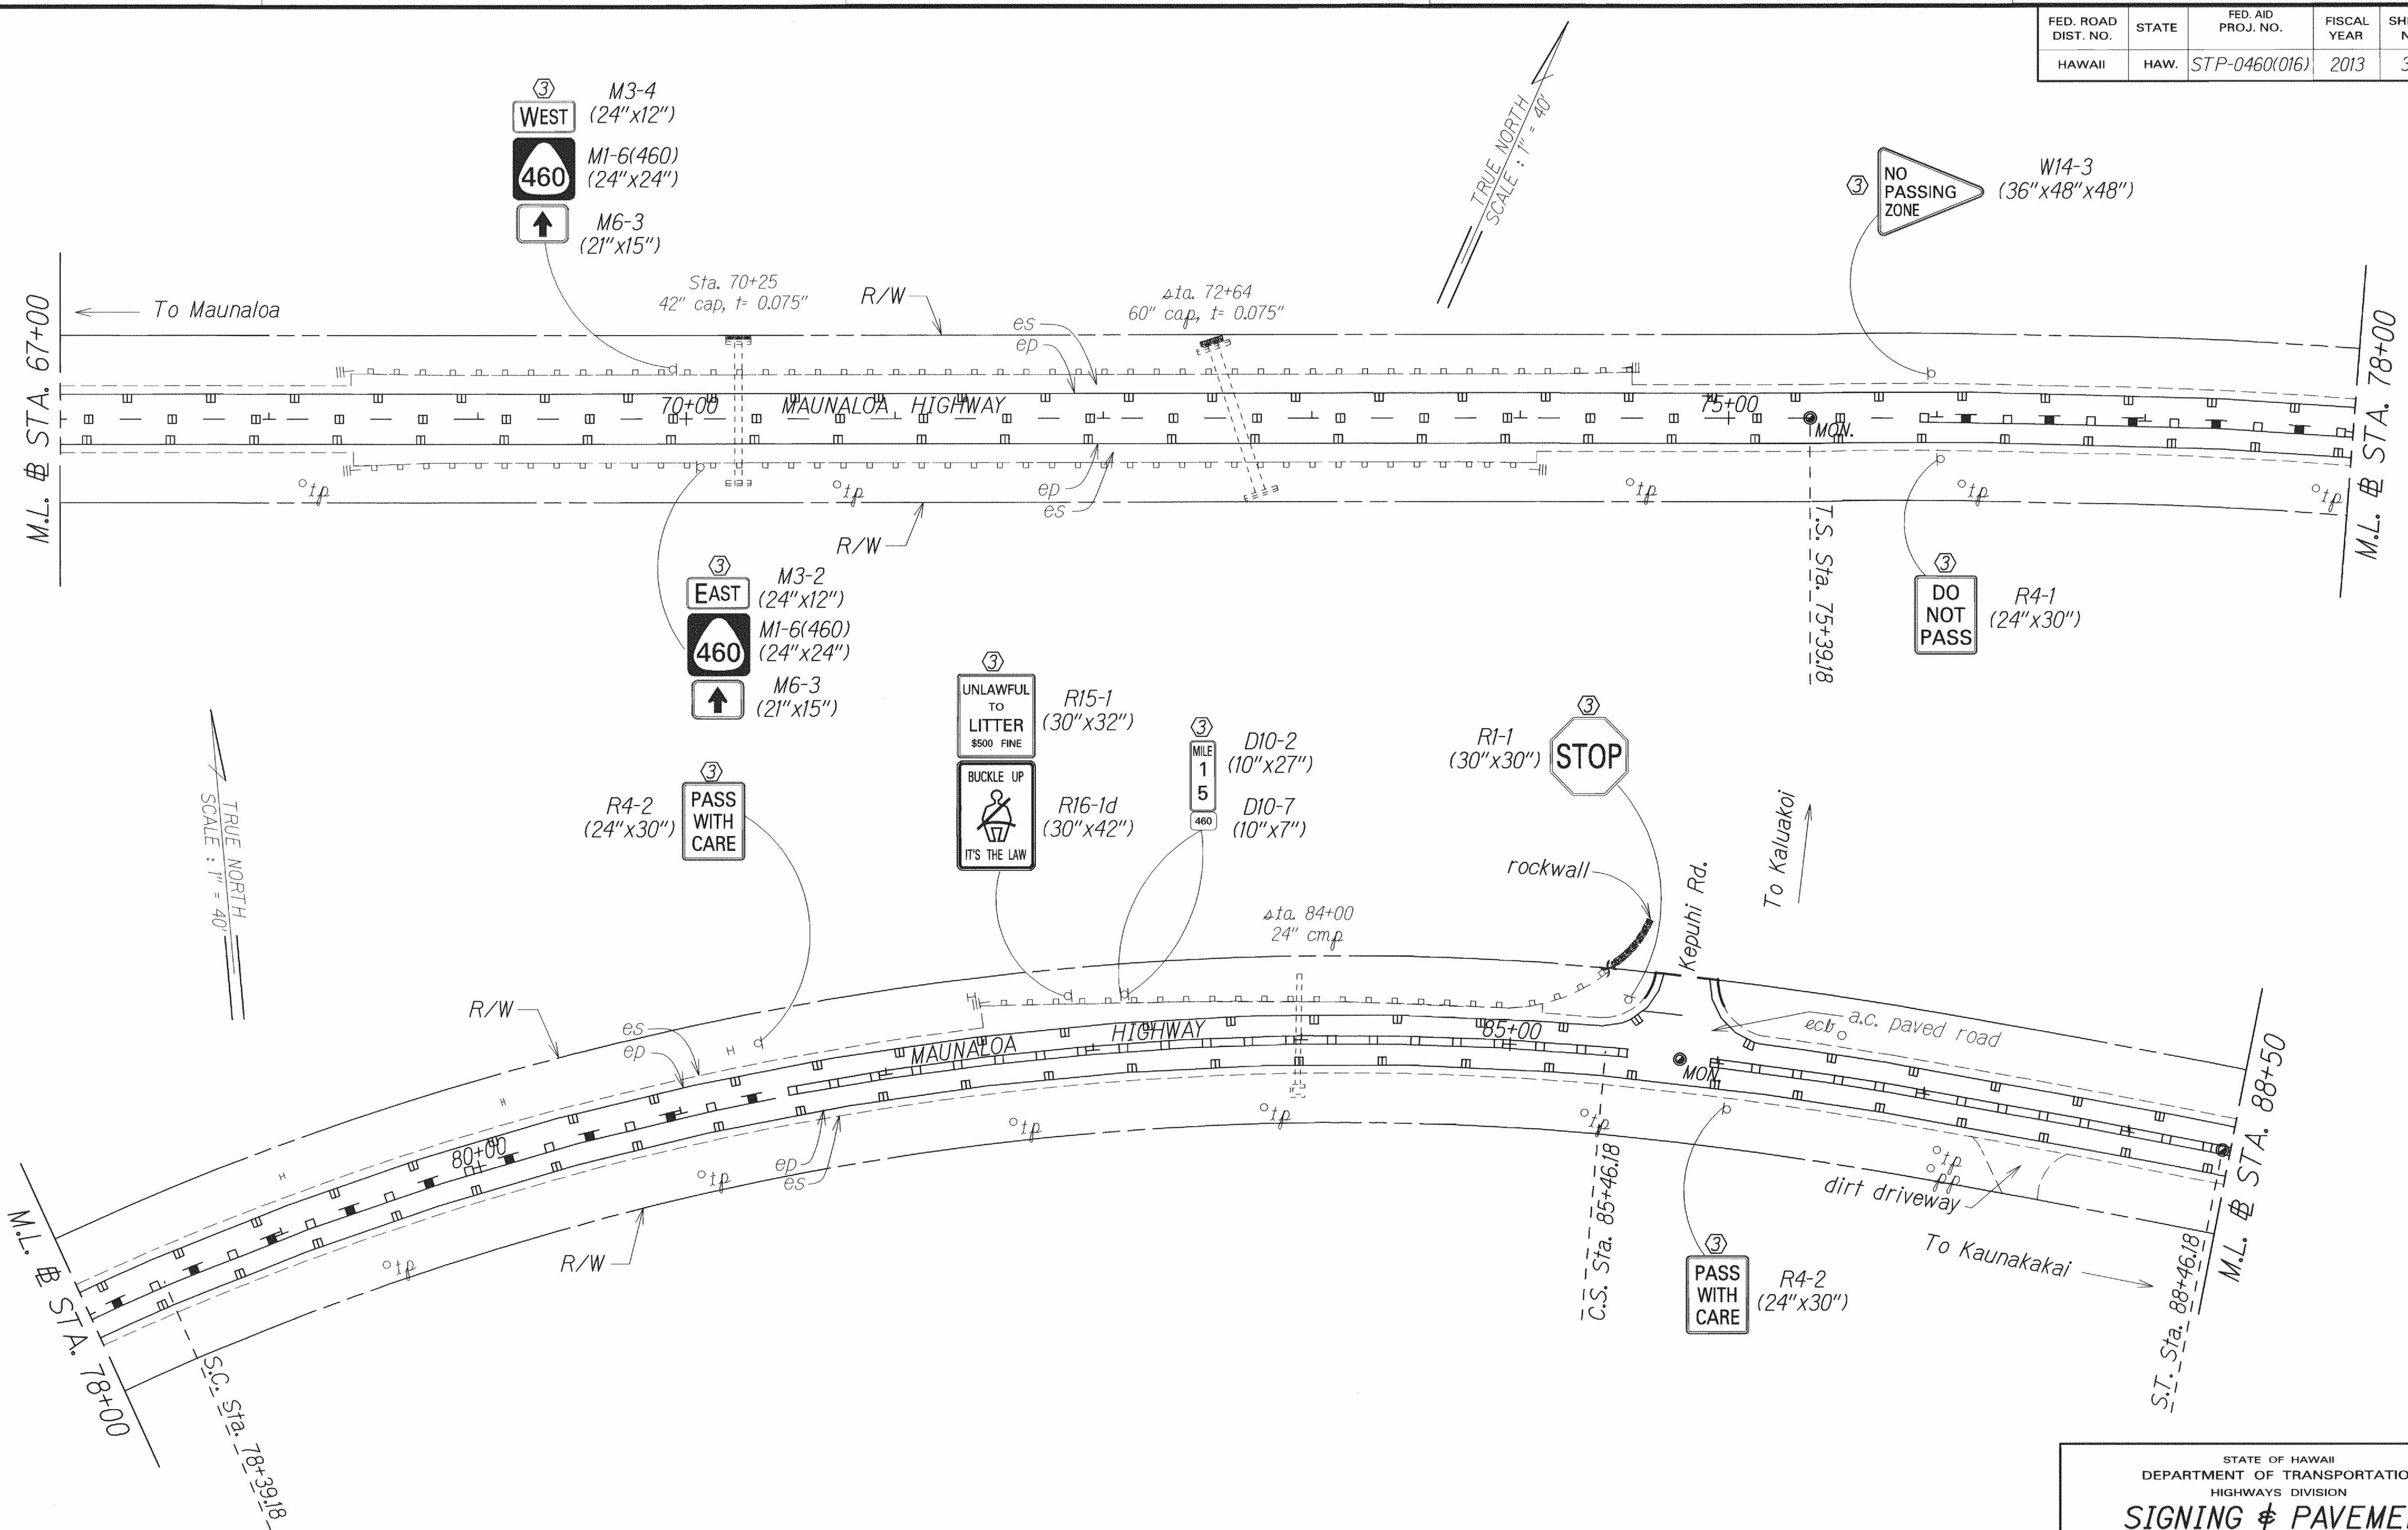 FED. ROAD DIST. NO.
STATE
FED. AID PROJ. NO.
FISCAL YEAR
HAWAII
HAW.
STP-0460(016)
2013
3
WEST
M3-4
(24"x12")
3
460
M1-6(460)
(24"x24")
M6-3
(21"x15")
TRUE NORTH
SCALE : 1" = 40'
3
NO
PASSING
ZONE
W14-3
(36"x48"x48")
M.L. BL STA. 67+00
To Maunaloa
Sta. 70+25
42" cap, t= 0.075"
R/W
sta. 72+64
60" cap, t= 0.075"
es
ep
M.L. BL STA. 78+00
70+00
MAUNALOA HIGHWAY
75+00
MON.
tp
tp
tp
tp
tp
ep
es
R/W
T.S. Sta. 75+39.18
3
EAST
M3-2
(24"x12")
460
M1-6(460)
(24"x24")
M6-3
(21"x15")
3
DO
NOT
PASS
R4-1
(24"x30")
TRUE NORTH
SCALE : 1" = 40'
3
PASS
WITH
CARE
R4-2
(24"x30")
3
UNLAWFUL
TO
LITTER
$500 FINE
R15-1
(30"x32")
BUCKLE UP
IT'S THE LAW
R16-1d
(30"x42")
3
MILE
1
5
460
D10-2
(10"x27")
D10-7
(10"x7")
3
STOP
R1-1
(30"x30")
rockwall
Kepuhi Rd.
To Kaluakoi
sta. 84+00
24" cmp
R/W
es
ep
MAUNALOA HIGHWAY
85+00
ecb
a.c. paved road
MON.
80+00
tp
tp
tp
tp
tp
tp
pp
ep
es
R/W
dirt driveway
To Kaunakakai
M.L. BL STA. 78+00
S.C. Sta. 78+39.18
C.S. Sta. 85+46.18
3
PASS
WITH
CARE
R4-2
(24"x30")
S.T. Sta. 88+46.18
M.L. BL STA. 88+50
STATE OF HAWAII
DEPARTMENT OF
HIGHWAYS DIVISION
SIGNING &